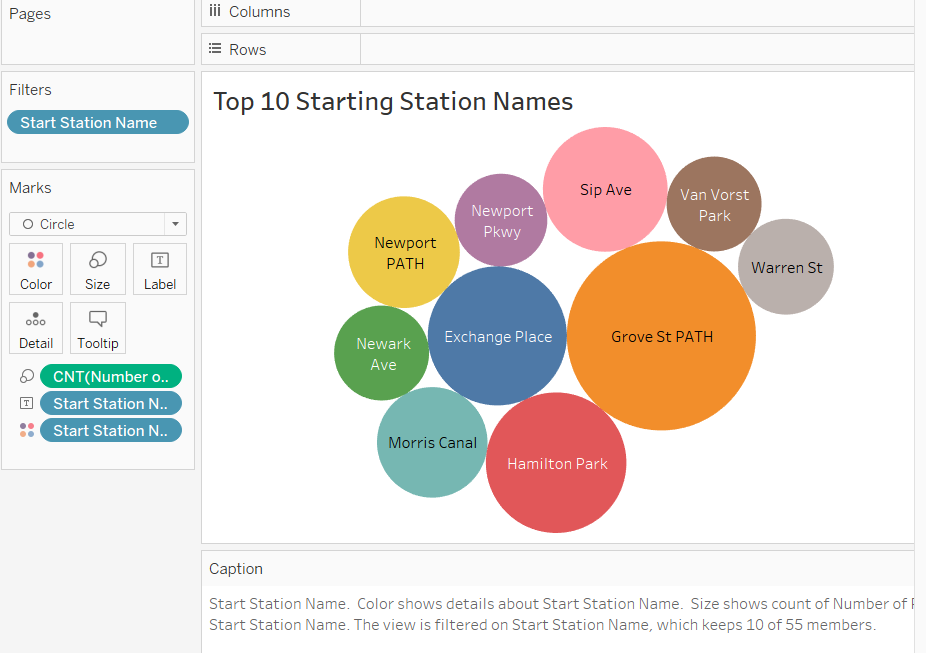 Pages
Columns
Rows
Filters
Start Station Name
Marks
Circle
Color
Size
Label
Detail
Tooltip
CNT(Number o..
Start Station N..
Start Station N..
Top 10 Starting Station Names
Sip Ave
Van Vorst
Park
Newport
Pkwy
Newport
PATH
Warren St
Exchange Place
Grove St PATH
Newark
Ave
Morris Canal
Hamilton Park
Caption
Start Station Name.  Color shows details about Start Station Name.  Size shows count of Number of
Start Station Name. The view is filtered on Start Station Name, which keeps 10 of 55 members.